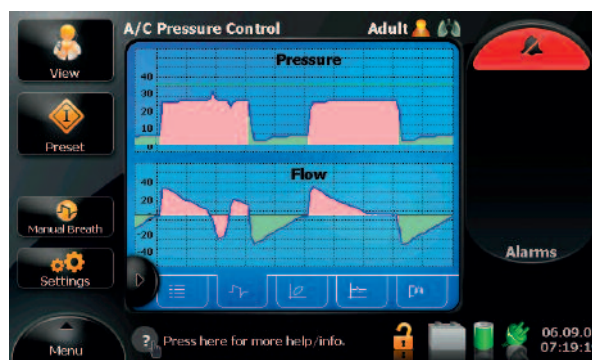 A/C Pressure Control
Adult
View
Pressure
40
30
20
10
0
Preset
Flow
40
20
-20
-40
Manual Breath
Settings
Alarms
Menu
? Press here for more help/info.
06.09.0
07:19:1